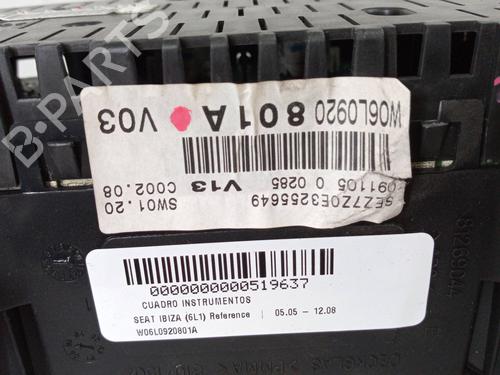 W06L0920 801A V03
SEZ7Z0E3255649
091105 0 0285 V13 C002.08
SW01.20
0000000000519637
CUADRO INSTRUMENTOS
SEAT IBIZA (6L1) Reference | 05.05 - 12.08
W06L0920801A
B-PARTS